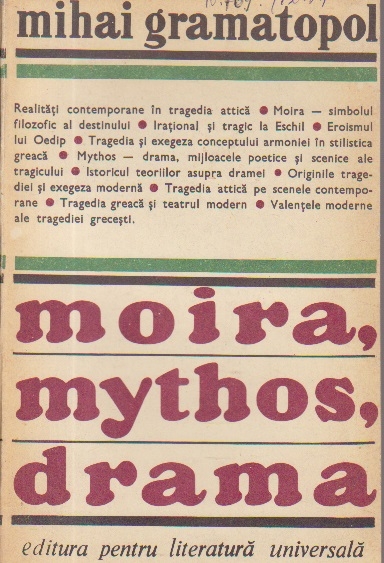 mihai gramatopol
Realități contemporane în tragedia attică ● Moira — simbolul
filozofic al destinului ● Irațional și tragic la Eschil ● Eroismul
lui Oedip ● Tragedia și exegeza conceptului armoniei în stilistica
greacă ● Mythos — drama, mijloacele poetice și scenice ale
tragicului ● Istoricul teoriilor asupra dramei ● Originile trage-
diei și exegeza modernă ● Tragedia attică pe scenele contempo-
rane ● Tragedia greacă și teatrul modern ● Valențele moderne
ale tragediei grecești.
moira,
mythos,
drama
editura pentru literatură universală